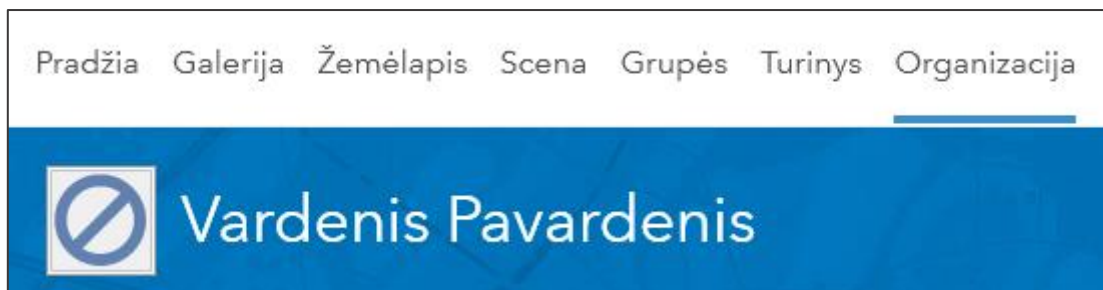 Pradžia Galerija Žemėlapis Scena Grupės Turinys Organizacija
Vardenis Pavardenis